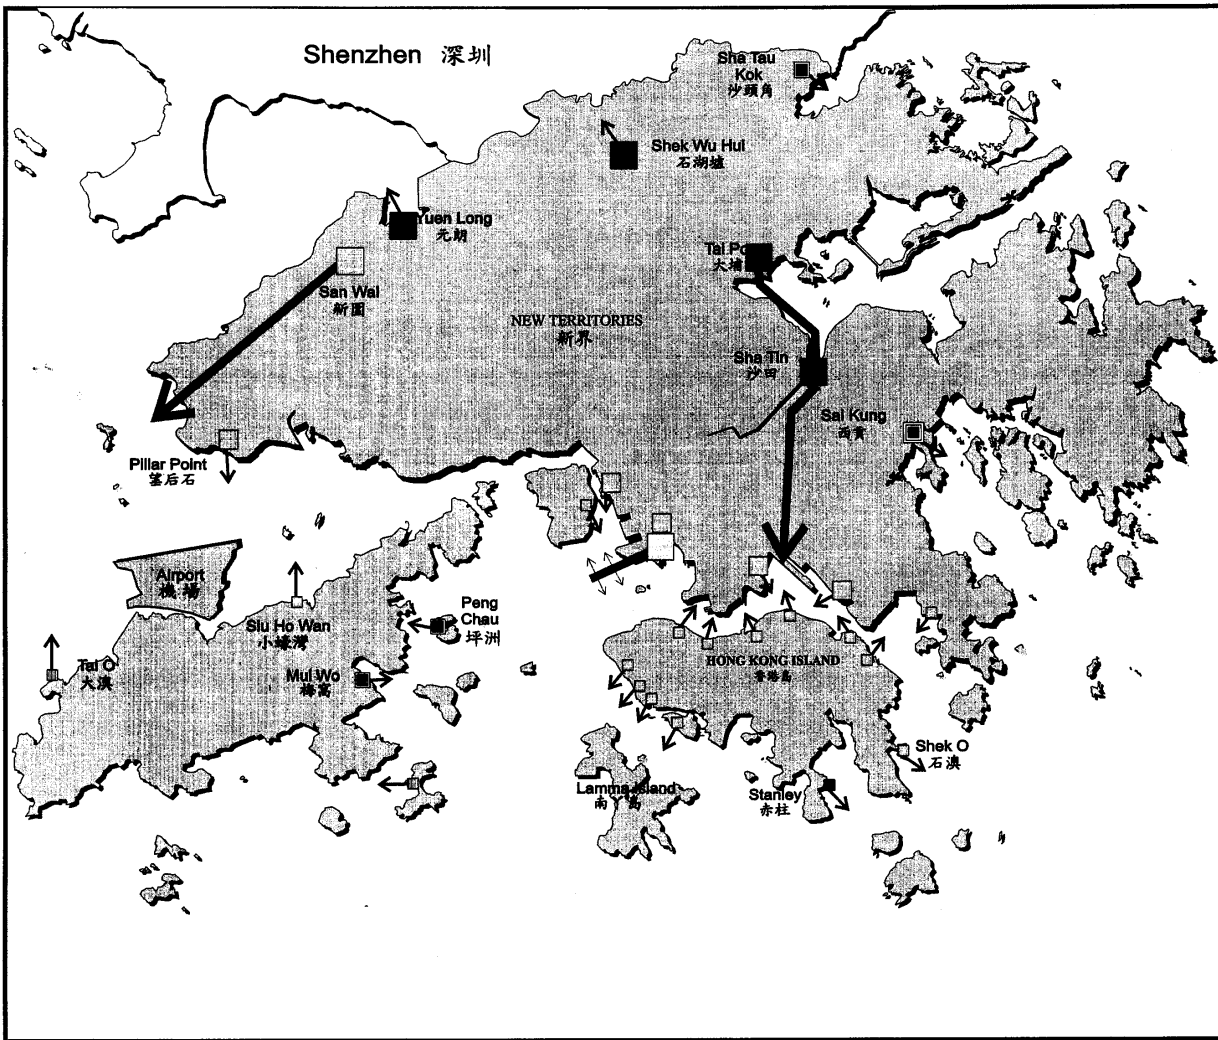 Shenzhen 深圳
Sha Tau
Kok
沙頭角
Shek Wu Hui
石湖墟
Yuen Long
元朗
Tai Po
大埔
San Wai
新圍
NEW TERRITORIES
新界
Sha Tin
沙田
Sai Kung
西貢
Pillar Point
望后石
Airport
機場
Siu Ho Wan
小蠔灣
Peng
Chau
坪洲
Tai O
大澳
Mui Wo
梅窩
HONG KONG ISLAND
香港島
Shek O
石澳
Lamma Island
南丫島
Stanley
赤柱